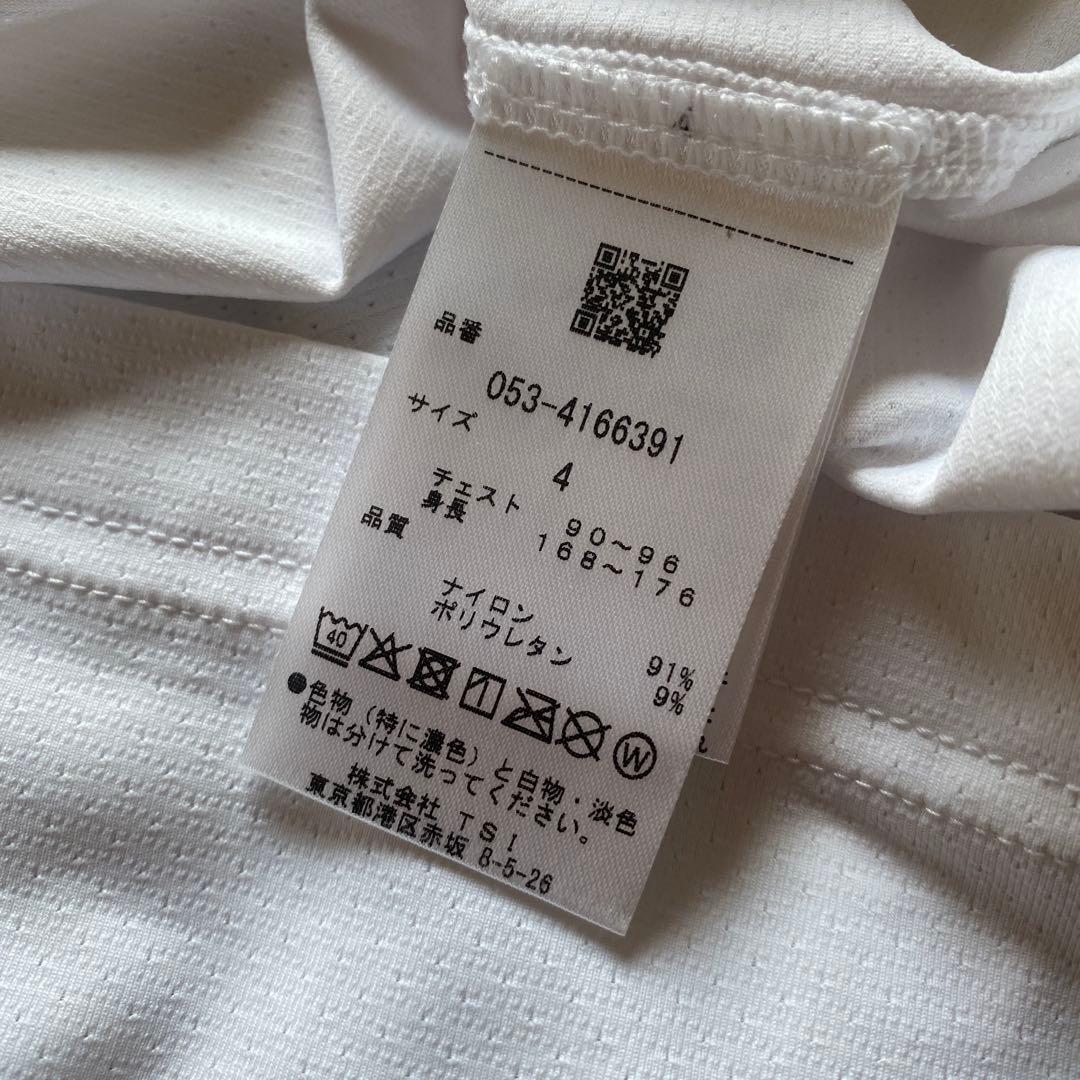 品番
053-4166391
サイズ
4
チェスト 90～96
身長 168～176
品質
ナイロン 91%
ポリウレタン 9%
40
W
●色物（特に濃色）と白物・淡色
物は分けて洗ってください。
株式会社 TSI
東京都港区赤坂 8-5-26